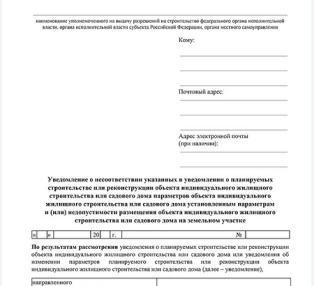 наименование уполномоченного на выдачу разрешений на строительство федерального органа исполнительной
власти, органа исполнительной власти субъекта Российской Федерации, органа местного самоуправления
Кому:
Почтовый адрес:
Адрес электронной почты
(при наличии):
Уведомление о несоответствии указанных в уведомлении о планируемых
строительстве или реконструкции объекта индивидуального жилищного
строительства или садового дома параметров объекта индивидуального
жилищного строительства или садового дома установленным параметрам
и (или) недопустимости размещения объекта индивидуального жилищного
строительства или садового дома на земельном участке
« » 20 г. №
По результатам рассмотрения уведомления о планируемых строительстве или реконструкции
объекта индивидуального жилищного строительства или садового дома или уведомления об
изменении параметров планируемого строительства или реконструкции объекта
индивидуального жилищного строительства или садового дома (далее – уведомление),
направленного